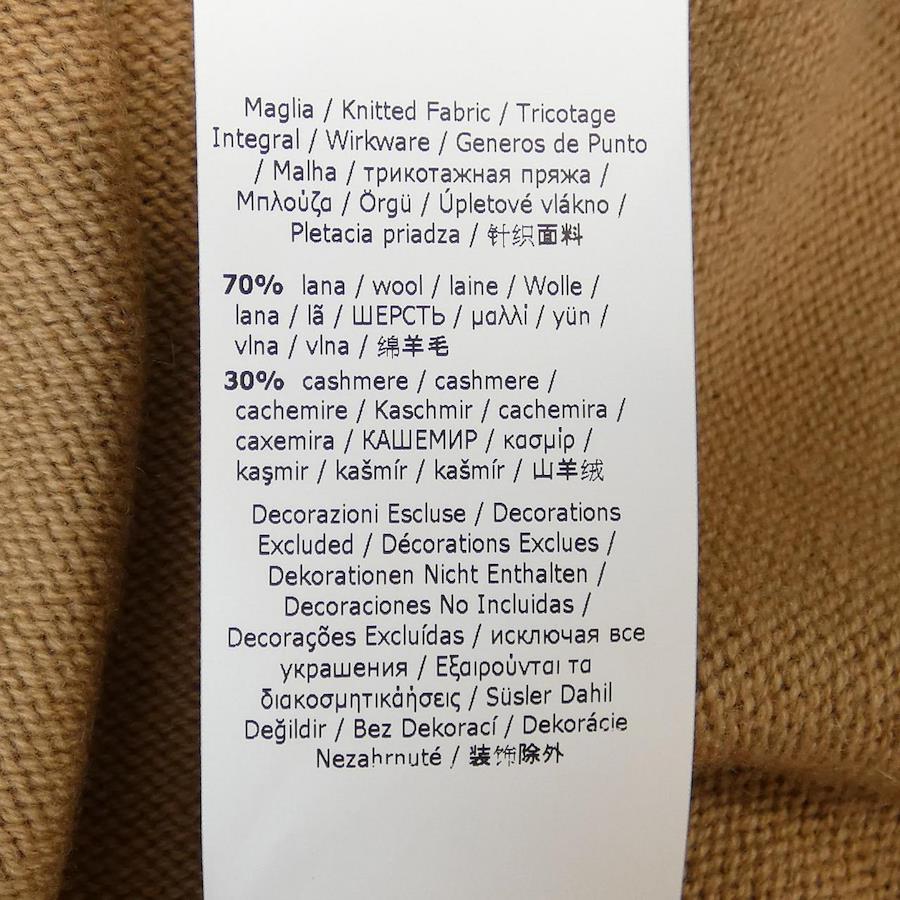 Maglia / Knitted Fabric / Tricotage
Integral / Wirkware / Generos de Punto
/ Malha / трикотажная пряжа /
Μπλούζα / Örgü / Úpletové vlákno /
Pletacia priadza / 针织面料
70% lana / wool / laine / Wolle /
lana / lã / ШЕРСТЬ / μαλλί / yün /
vlna / vlna / 绵羊毛
30% cashmere / cashmere /
cachemire / Kaschmir / cachemira /
caxemira / КАШЕМИР / κασμίρ /
kaşmir / kašmír / kašmír / 山羊绒
Decorazioni Escluse / Decorations
Excluded / Décorations Exclues /
Dekorationen Nicht Enthalten /
Decoraciones No Incluidas /
Decorações Excluídas / исключая все
украшения / Εξαιρούνται τα
διακοσμητικάήσεις / Süsler Dahil
Değildir / Bez Dekorací / Dekorácie
Nezahrnuté / 装饰除外